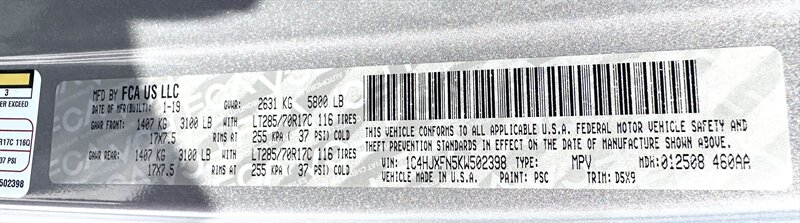 3
ER EXCEED
R17C 116Q
37 PSI
502398
MFD BY FCA US LLC
DATE OF MFR(BUILT): 1-19 GVWR: 2631 KG 5800 LB
GAWR FRONT: 1407 KG 3100 LB WITH LT285/70R17C 116 TIRES
17X7.5 RIMS AT 255 KPA ( 37 PSI) COLD
GAWR REAR: 1407 KG 3100 LB WITH LT285/70R17C 116 TIRES
17X7.5 RIMS AT 255 KPA ( 37 PSI) COLD
THIS VEHICLE CONFORMS TO ALL APPLICABLE U.S.A. FEDERAL MOTOR VEHICLE SAFETY AND
THEFT PREVENTION STANDARDS IN EFFECT ON THE DATE OF MANUFACTURE SHOWN ABOVE.
VIN: 1C4HJXFN5KW502398 TYPE: MPV MDH: 012508 460AA
VEHICLE MADE IN U.S.A. PAINT: PSC TRIM: D5X9